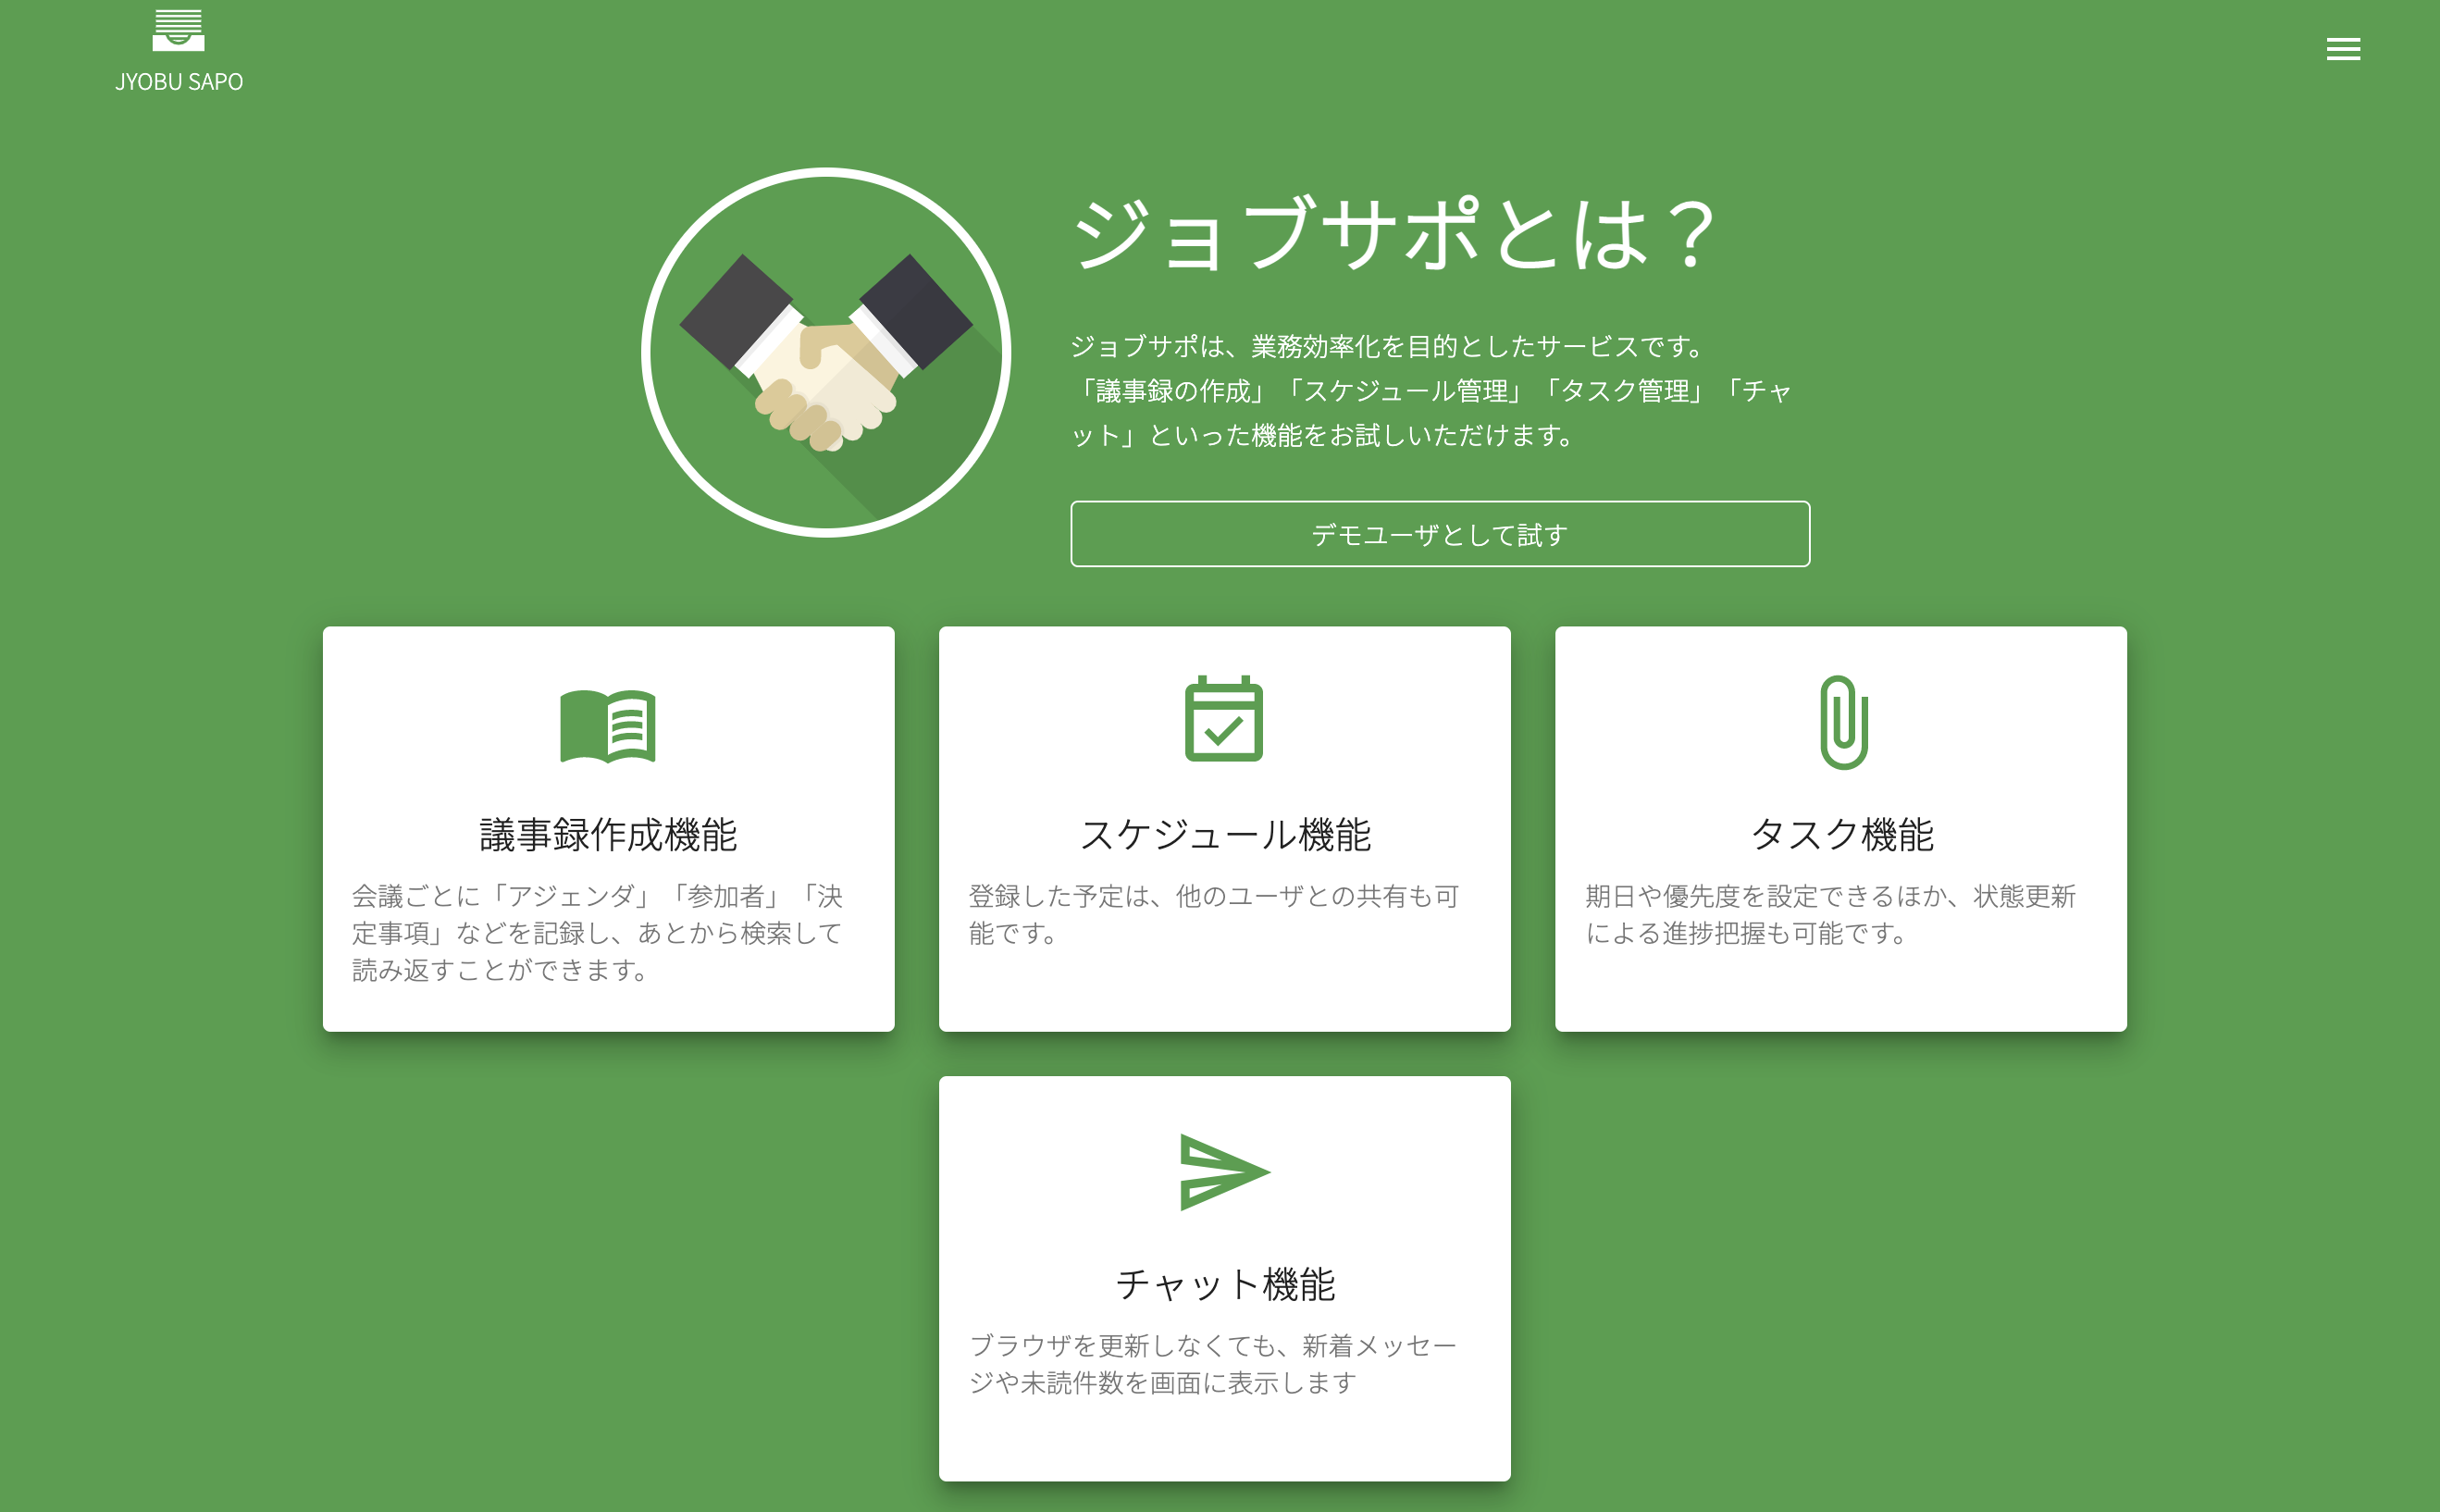 JYOBU SAPO
ジョブサポとは？
ジョブサポは、業務効率化を目的としたサービスです。
「議事録の作成」「スケジュール管理」「タスク管理」「チャ
ット」といった機能をお試しいただけます。
デモユーザとして試す
議事録作成機能
会議ごとに「アジェンダ」「参加者」「決
定事項」などを記録し、あとから検索して
読み返すことができます。
スケジュール機能
登録した予定は、他のユーザとの共有も可
能です。
タスク機能
期日や優先度を設定できるほか、状態更新
による進捗把握も可能です。
チャット機能
ブラウザを更新しなくても、新着メッセー
ジや未読件数を画面に表示します